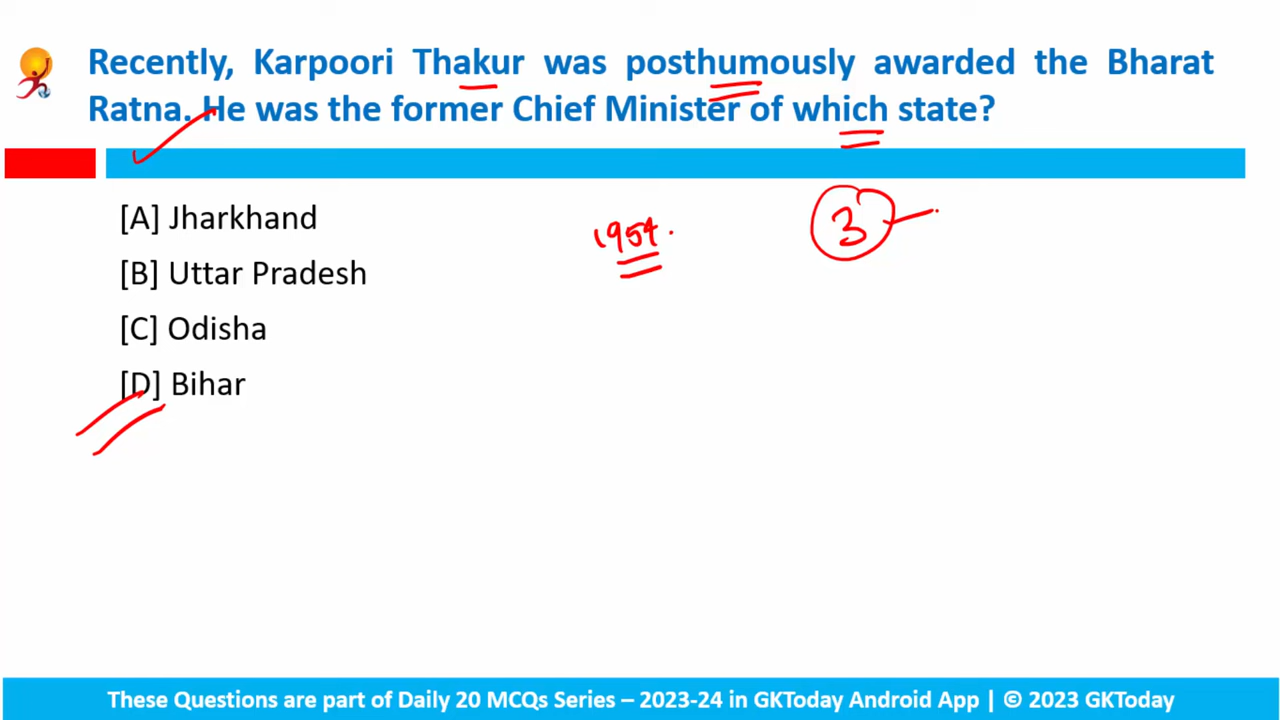 Recently, Karpoori Thakur was posthumously awarded the Bharat
Ratna. He was the former Chief Minister of which state?
[A] Jharkhand
1954.
3
[B] Uttar Pradesh
[C] Odisha
[D] Bihar
These Questions are part of Daily 20 MCQs Series – 2023-24 in GKToday Android App | © 2023 GKToday